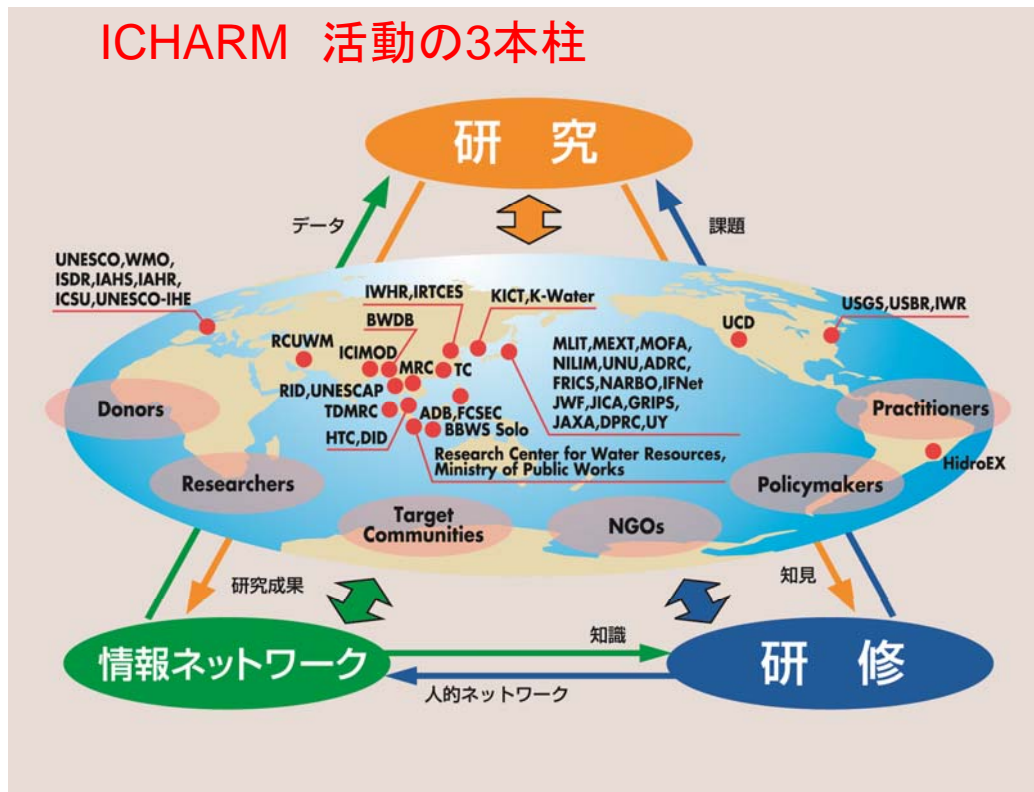 ICHARM 活動の3本柱
研 究
データ
課題
UNESCO,WMO,
ISDR,IAHS,IAHR,
ICSU,UNESCO-IHE
IWHR,IRTCES
KICT,K-Water
BWDB
USGS,USBR,IWR
UCD
RCUWM
ICIMOD
MRC
TC
MLIT,MEXT,MOFA,
NILIM,UNU,ADRC,
FRICS,NARBO,IFNet
JWF,JICA,GRIPS,
JAXA,DPRC,UY
RID,UNESCAP
TDMRC
ADB,FCSEC
BBWS Solo
HTC,DID
Research Center for Water Resources,
Ministry of Public Works
HidroEX
Donors
Practitioners
Researchers
Policymakers
Target
Communities
NGOs
研究成果
知見
情報ネットワーク
知識
人的ネットワーク
研 修